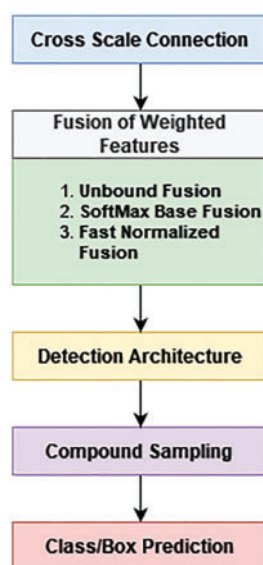 Cross Scale Connection
Fusion of Weighted
Features
1. Unbound Fusion
2. SoftMax Base Fusion
3. Fast Normalized
Fusion
Detection Architecture
Compound Sampling
Class/Box Prediction